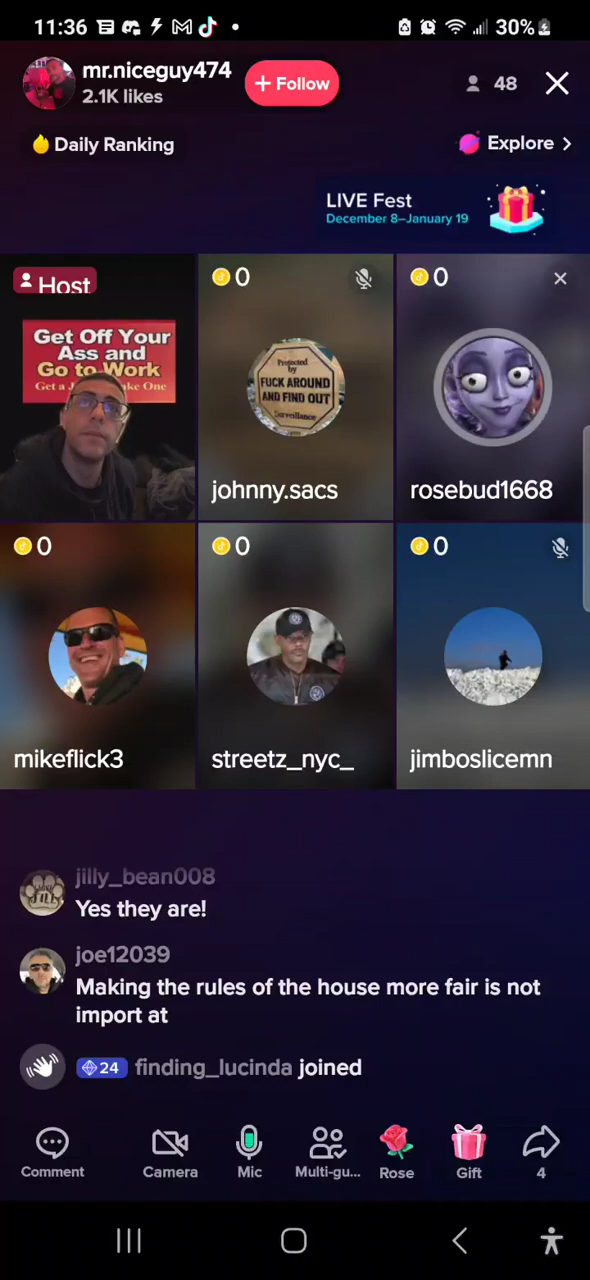 11:36
30%
mr.niceguy474
2.1K likes
+ Follow
48
Daily Ranking
Explore >
LIVE Fest
December 8–January 19
Host
Get Off Your
Ass and
Go to Work
0
Protected
by
FUCK AROUND
AND FIND OUT
Surveillance
johnny.sacs
0
rosebud1668
0
mikeflick3
0
streetz_nyc_
0
jimboslicemn
jilly_bean008
Yes they are!
joe12039
Making the rules of the house more fair is not
import at
24 finding_lucinda joined
Comment
Camera
Mic
Multi-gu...
Rose
Gift
4